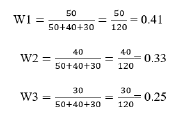 W1 = 50/(50+40+30) = 50/120 = 0.41
W2 = 40/(50+40+30) = 40/120 = 0.33
W3 = 30/(50+40+30) = 30/120 = 0.25